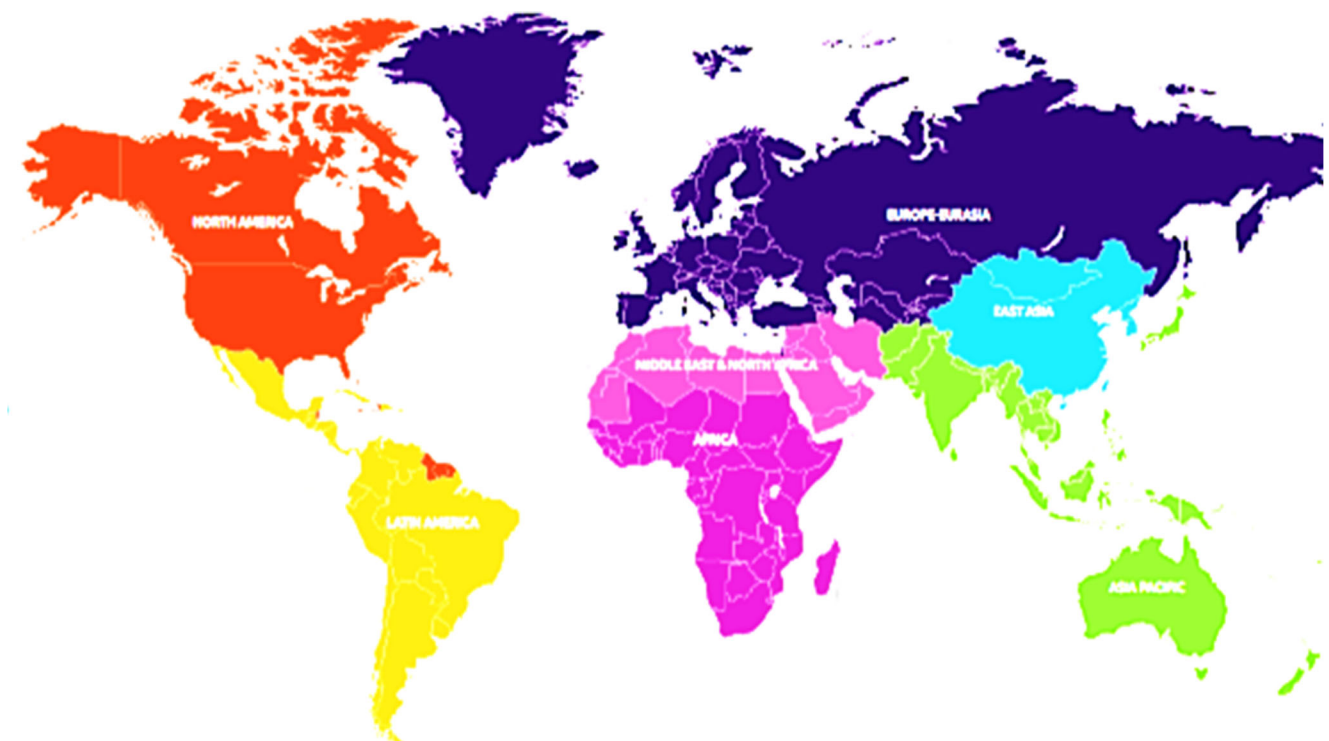 NORTH AMERICA
EUROPE-EURASIA
EAST ASIA
MIDDLE EAST & NORTH AFRICA
AFRICA
LATIN AMERICA
ASIA PACIFIC